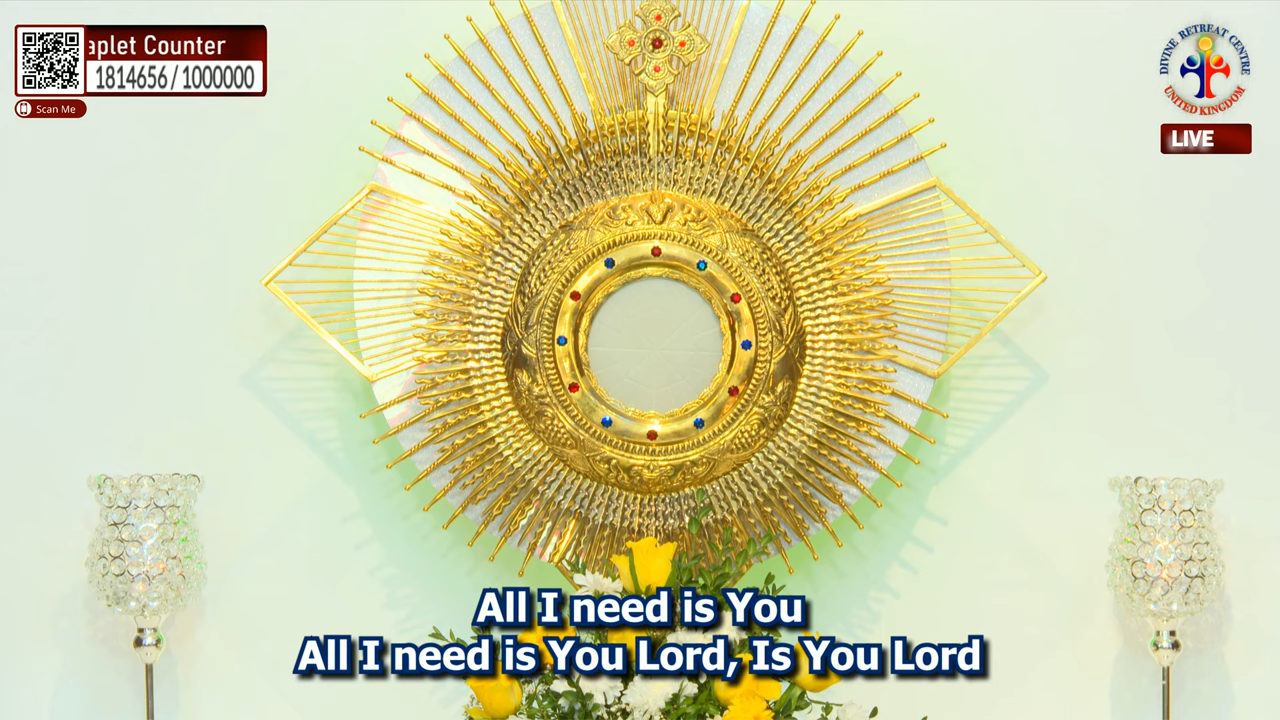 aplet Counter
1814656/1000000
Scan Me
DIVINE RETREAT CENTRE
UNITED KINGDOM
LIVE
All I need is You
All I need is You Lord, Is You Lord